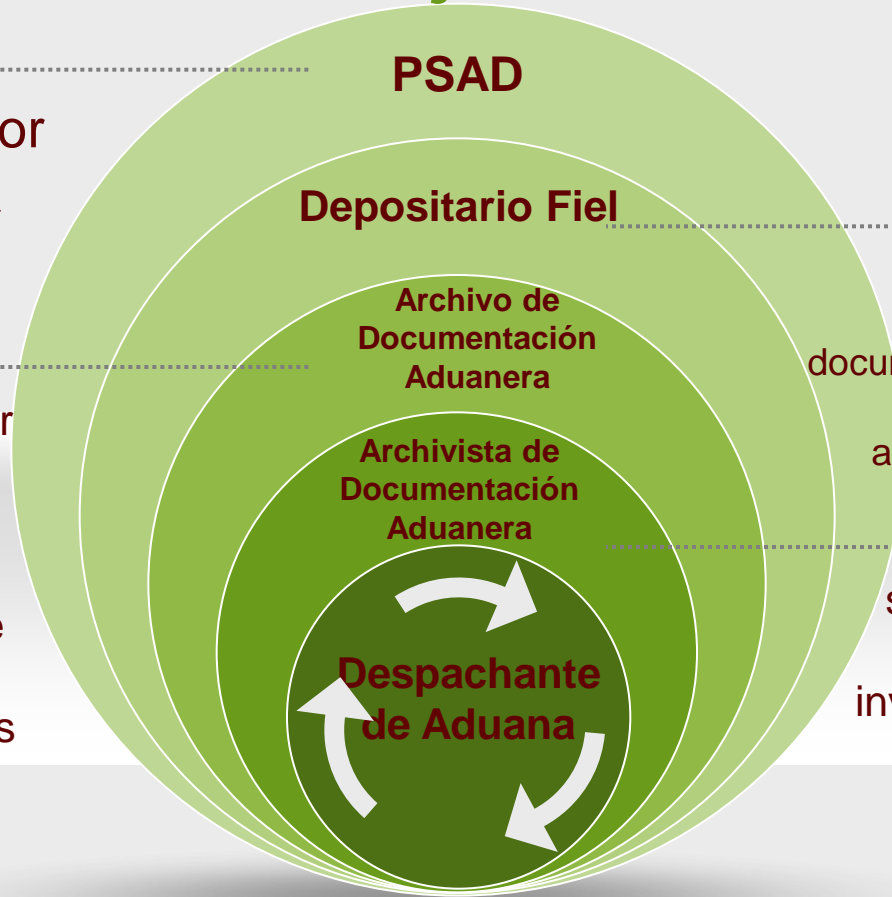 PSAD
Depositario Fiel
Archivo de
Documentación
Aduanera
Archivista de
Documentación
Aduanera
Despachante
de Aduana